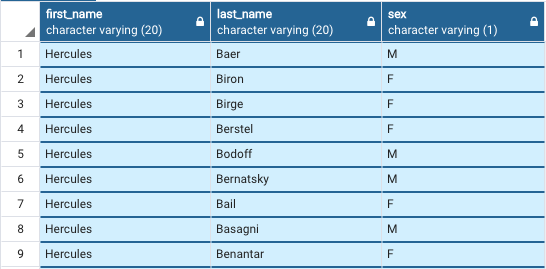 first_name last_name sex
character varying (20) character varying (20) character varying (1)
1 Hercules Baer M
2 Hercules Biron F
3 Hercules Birge F
4 Hercules Berstel F
5 Hercules Bodoff M
6 Hercules Bernatsky M
7 Hercules Bail F
8 Hercules Basagni M
9 Hercules Benantar F